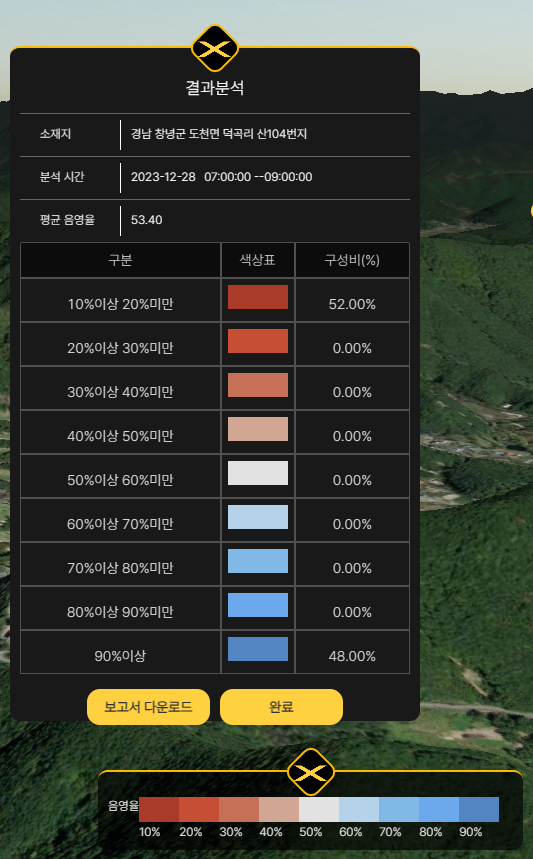 결과분석
소재지 경남 창녕군 도천면 덕곡리 산104번지
분석 시간 2023-12-28 07:00:00 --09:00:00
평균 음영율 53.40
구분 색상표 구성비(%)
10%이상 20%미만 52.00%
20%이상 30%미만 0.00%
30%이상 40%미만 0.00%
40%이상 50%미만 0.00%
50%이상 60%미만 0.00%
60%이상 70%미만 0.00%
70%이상 80%미만 0.00%
80%이상 90%미만 0.00%
90%이상 48.00%
보고서 다운로드 완료
음영율
10% 20% 30% 40% 50% 60% 70% 80% 90%